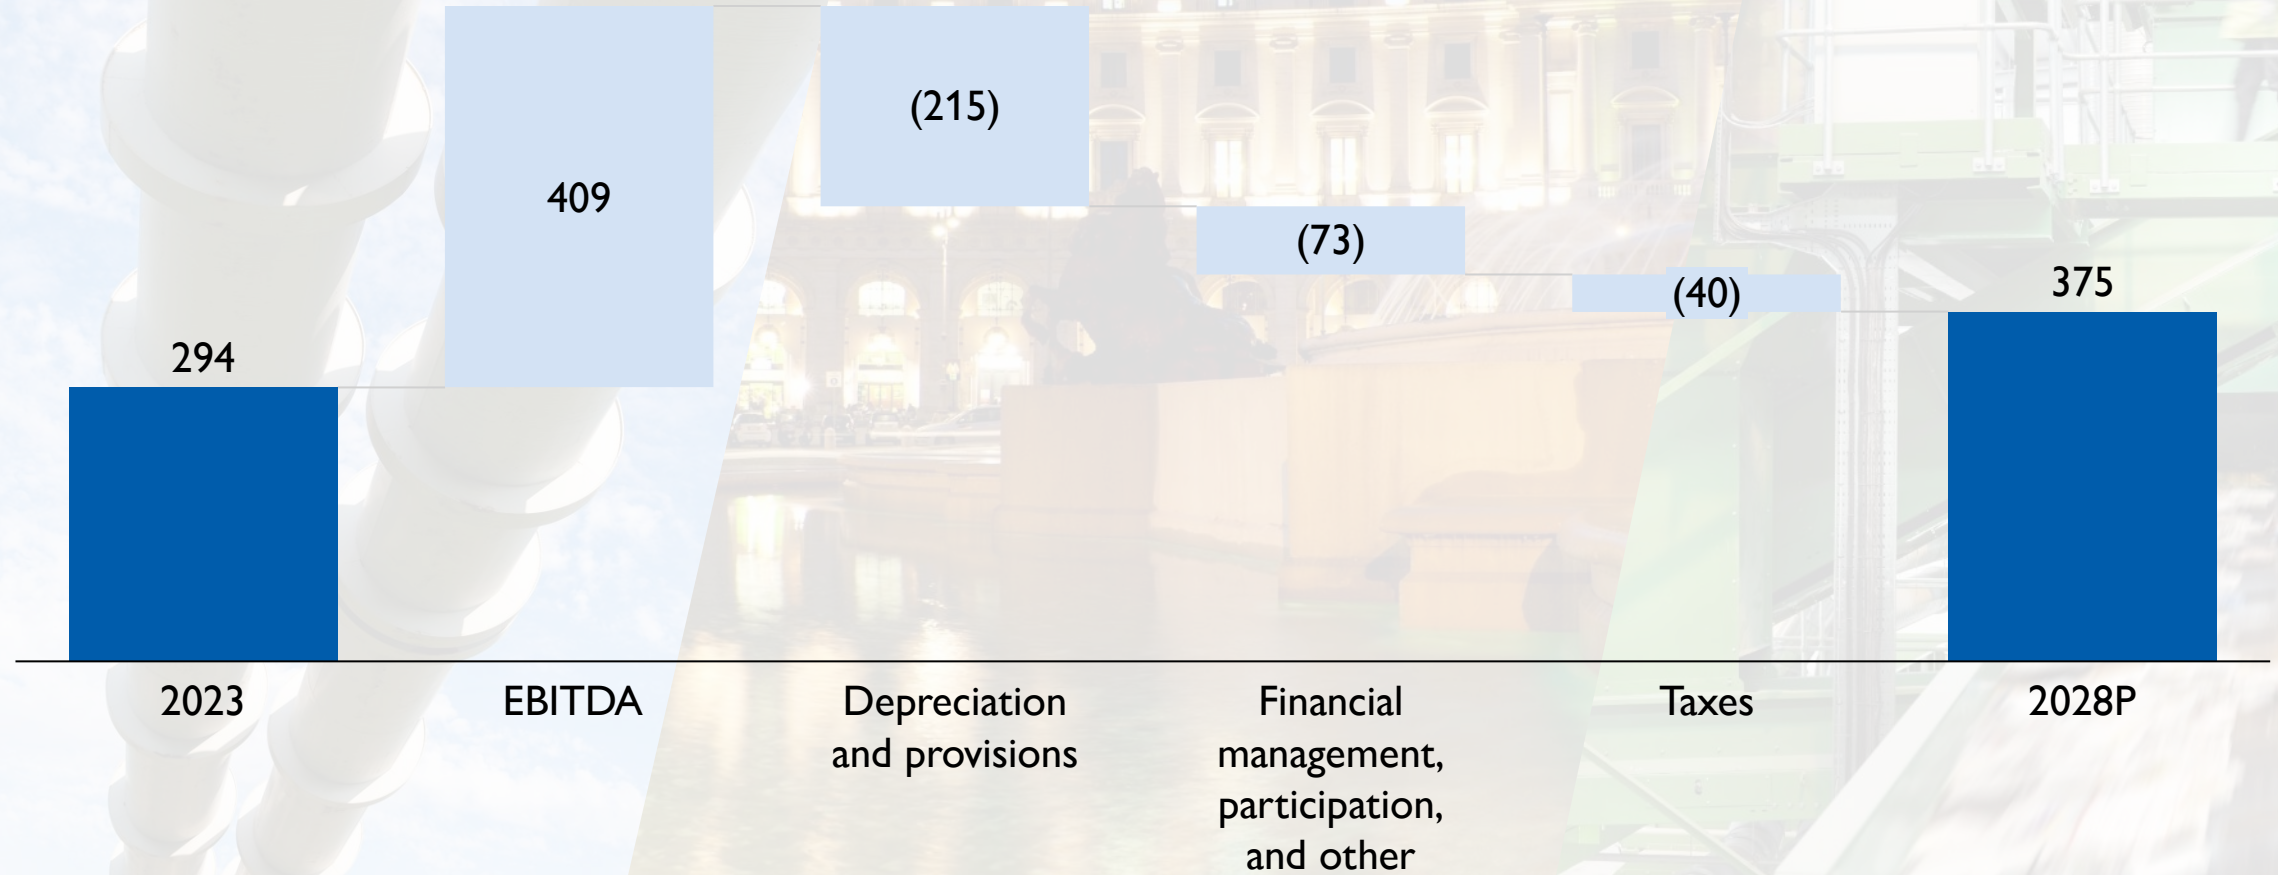 409
(215)
(73)
(40)
375
294
2023
EBITDA
Depreciation
and provisions
Financial
management,
participation,
and other
Taxes
2028P